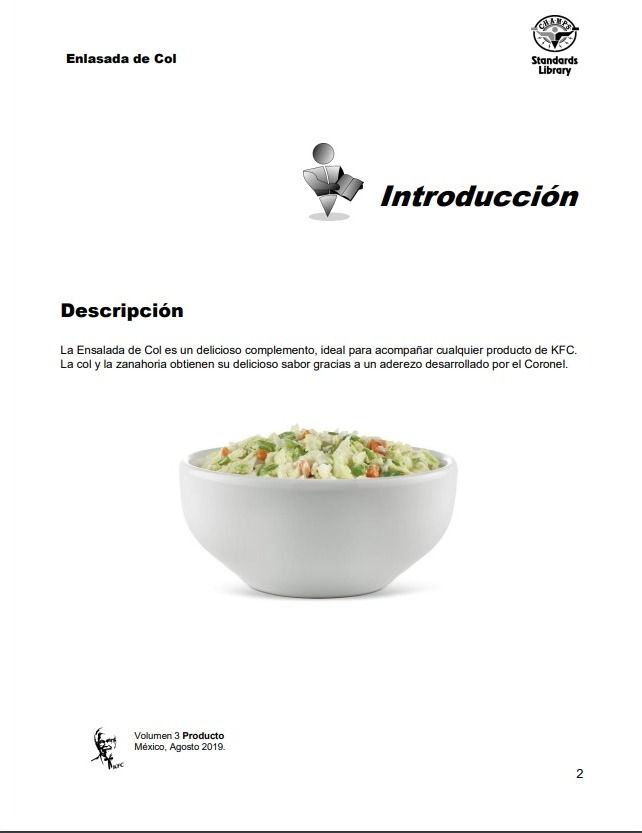 Enlasada de Col
CHAMPS
Standards
Library
Introducción
Descripción
La Ensalada de Col es un delicioso complemento, ideal para acompañar cualquier producto de KFC.
La col y la zanahoria obtienen su delicioso sabor gracias a un aderezo desarrollado por el Coronel.
Volumen 3 Producto
México, Agosto 2019.
KFC
2